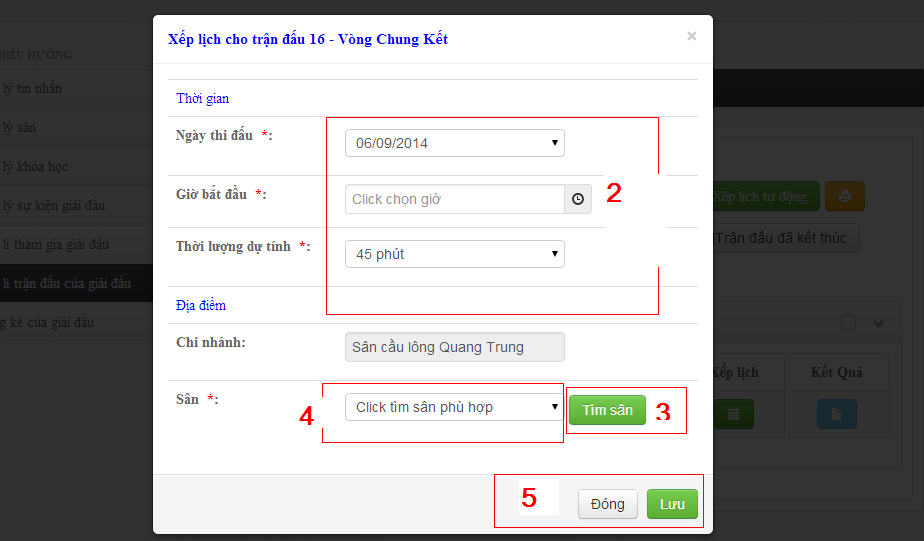 Xếp lịch cho trận đấu 16 - Vòng Chung Kết
×
ĐIỀU HƯỚNG
lý tin nhắn
lý sân
lý khóa học
lý sự kiện giải đấu
lí tham gia giải đấu
lí trận đấu của giải đấu
g kê của giải đấu
Thời gian
Ngày thi đấu *:
06/09/2014
Giờ bắt đầu *:
Click chọn giờ
2
Thời lượng dự tính *:
45 phút
Địa điểm
Chi nhánh:
Sân cầu lông Quang Trung
Sân *:
4
Click tìm sân phù hợp
Tìm sân
3
5
Đóng
Lưu
Xếp lịch tự động
Trận đấu đã kết thúc
Xếp lịch
Kết Quả